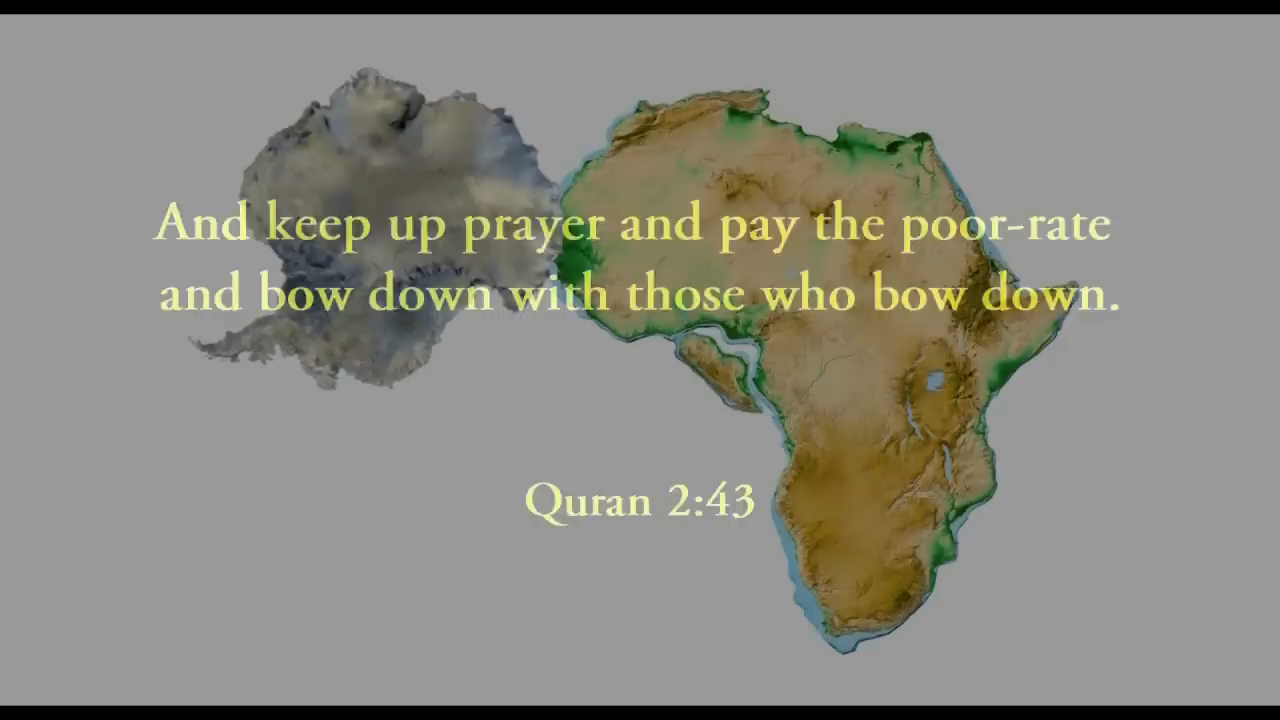 And keep up prayer and pay the poor-rate
and bow down with those who bow down.
Quran 2:43